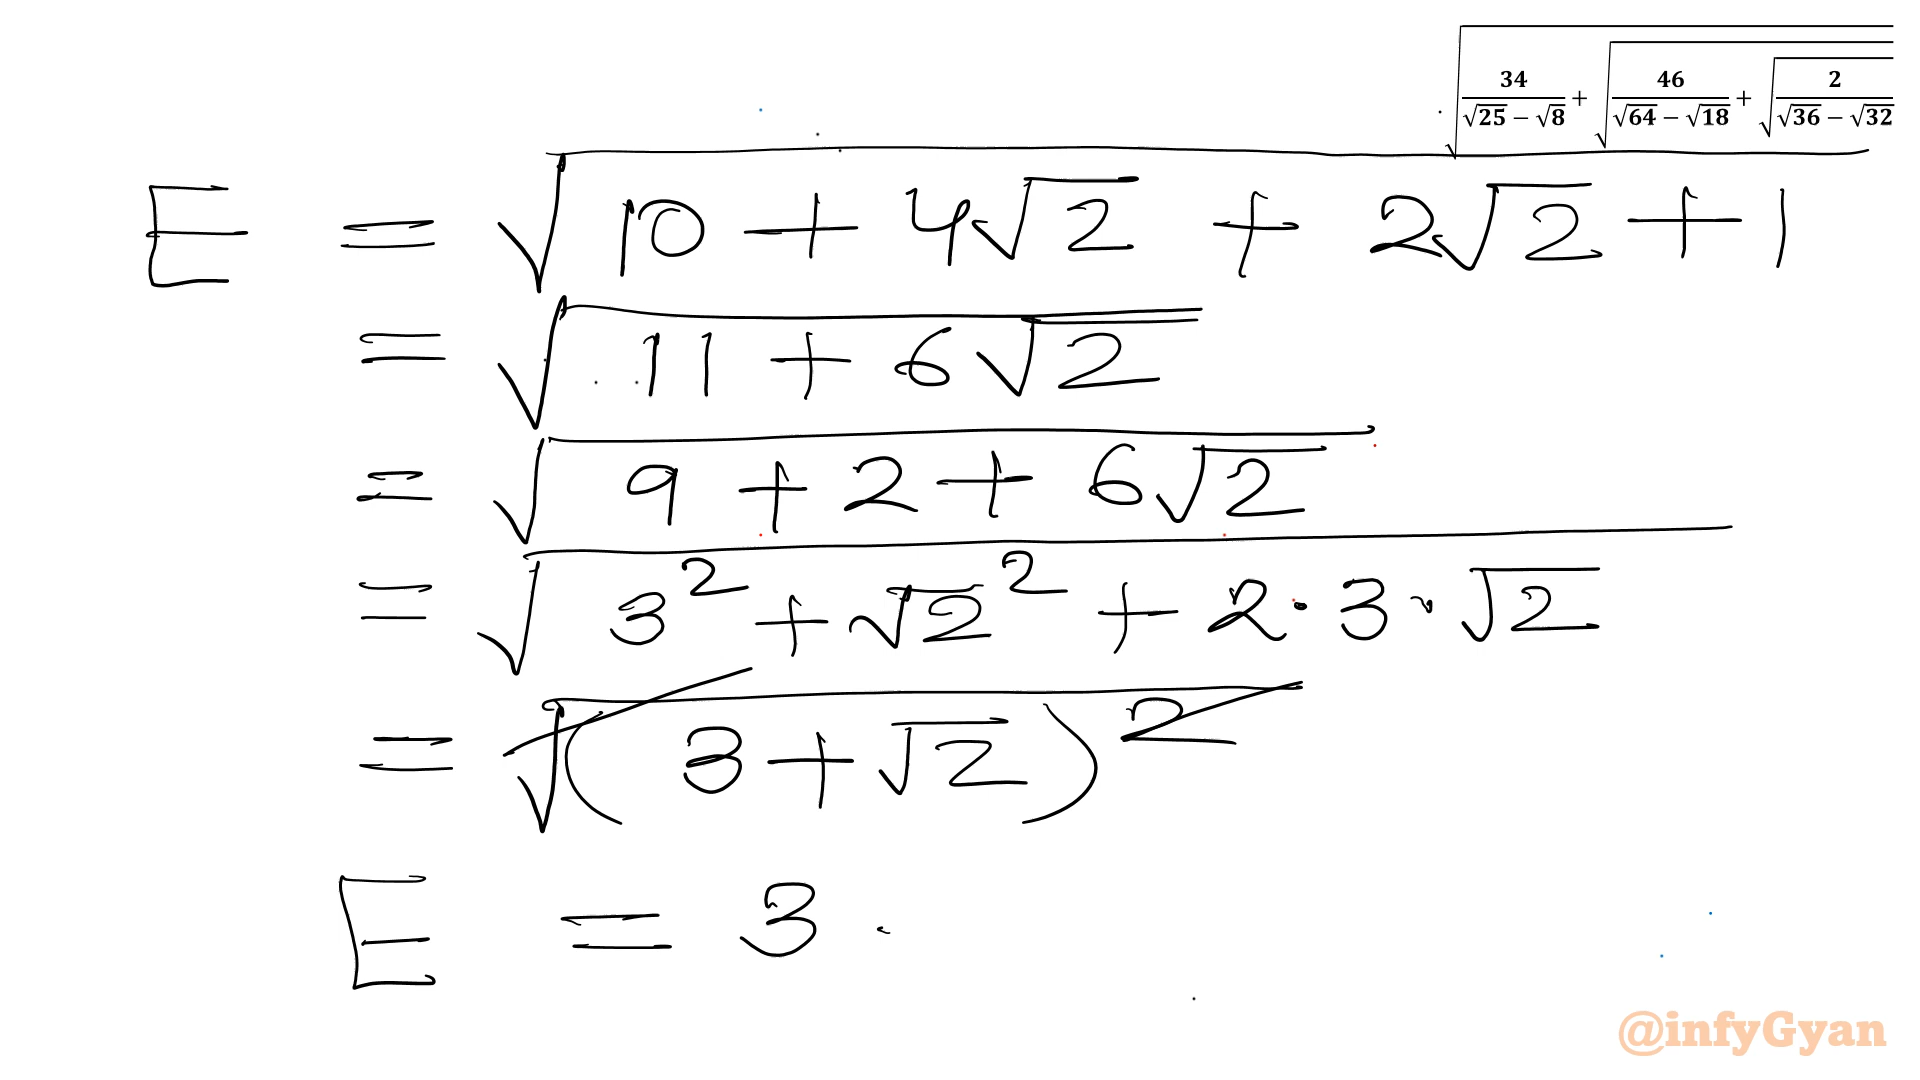 √(34/(√25 − √8) + √(46/(√64 − √18) + √(2/(√36 − √32))))
E = √(10 + 4√2 + 2√2 + 1)
= √(11 + 6√2)
= √(9 + 2 + 6√2)
= √(3² + √2² + 2·3·√2)
= √(3 + √2)²
E = 3
@infyGyan